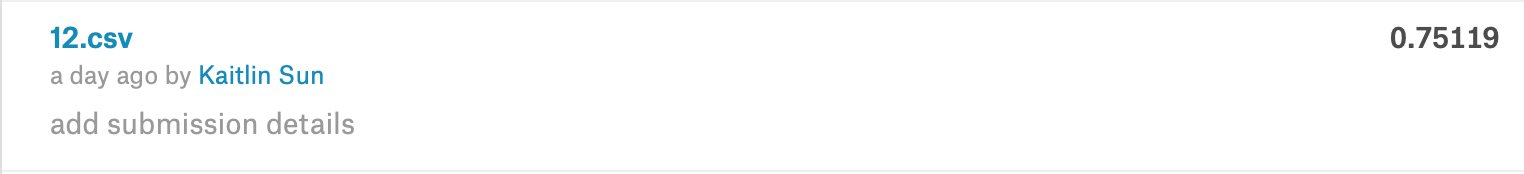 12.csv 0.75119
a day ago by Kaitlin Sun
add submission details